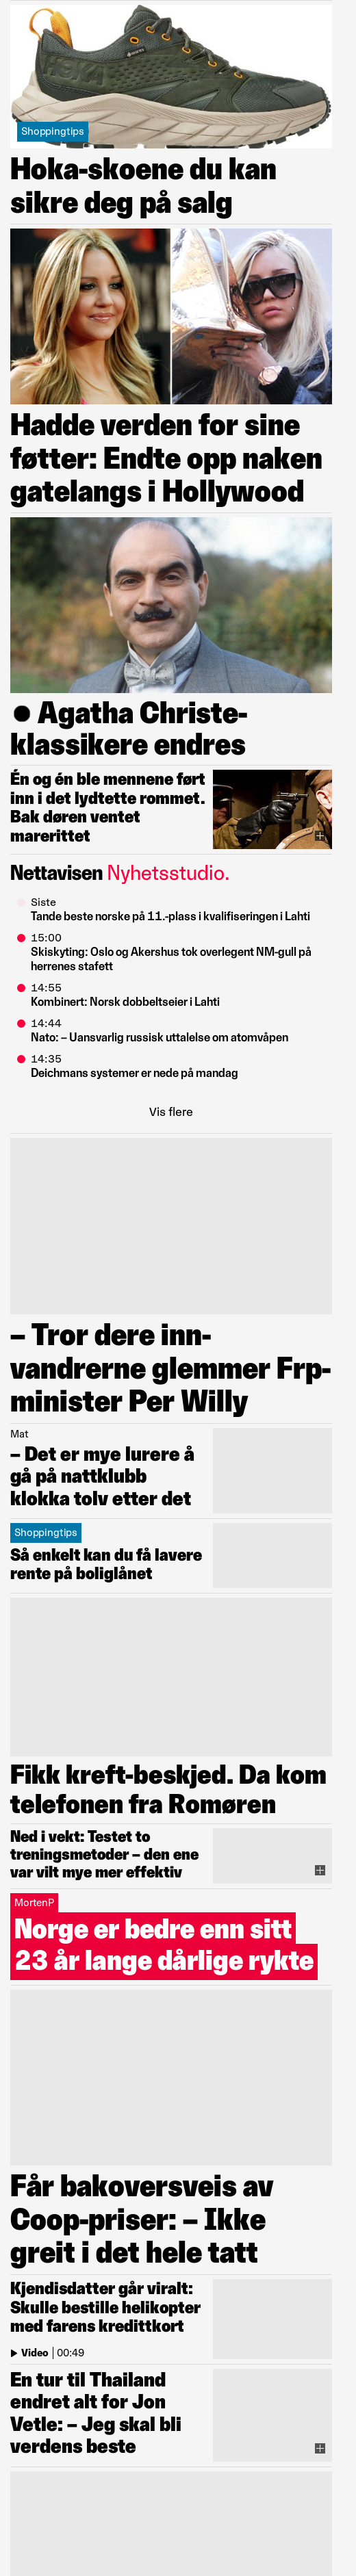 Shoppingtips
Hoka-skoene du kan
sikre deg på salg
Hadde verden for sine
føtter: Endte opp naken
gatelangs i Hollywood
● Agatha Christe-
klassikere endres
Én og én ble mennene ført
inn i det lydtette rommet.
Bak døren ventet
marerittet
Nettavisen Nyhetsstudio.
Siste
Tande beste norske på 11.-plass i kvalifiseringen i Lahti
15:00
Skiskyting: Oslo og Akershus tok overlegent NM-gull på
herrenes stafett
14:55
Kombinert: Norsk dobbeltseier i Lahti
14:44
Nato: – Uansvarlig russisk uttalelse om atomvåpen
14:35
Deichmans systemer er nede på mandag
Vis flere
– Tror dere inn-
vandrerne glemmer Frp-
minister Per Willy
Mat
– Det er mye lurere å
gå på nattklubb
klokka tolv etter det
Shoppingtips
Så enkelt kan du få lavere
rente på boliglånet
Fikk kreft-beskjed. Da kom
telefonen fra Romøren
Ned i vekt: Testet to
treningsmetoder – den ene
var vilt mye mer effektiv
MortenP
Norge er bedre enn sitt
23 år lange dårlige rykte
Får bakoversveis av
Coop-priser: – Ikke
greit i det hele tatt
Kjendisdatter går viralt:
Skulle bestille helikopter
med farens kredittkort
Video | 00:49
En tur til Thailand
endret alt for Jon
Vetle: – Jeg skal bli
verdens beste